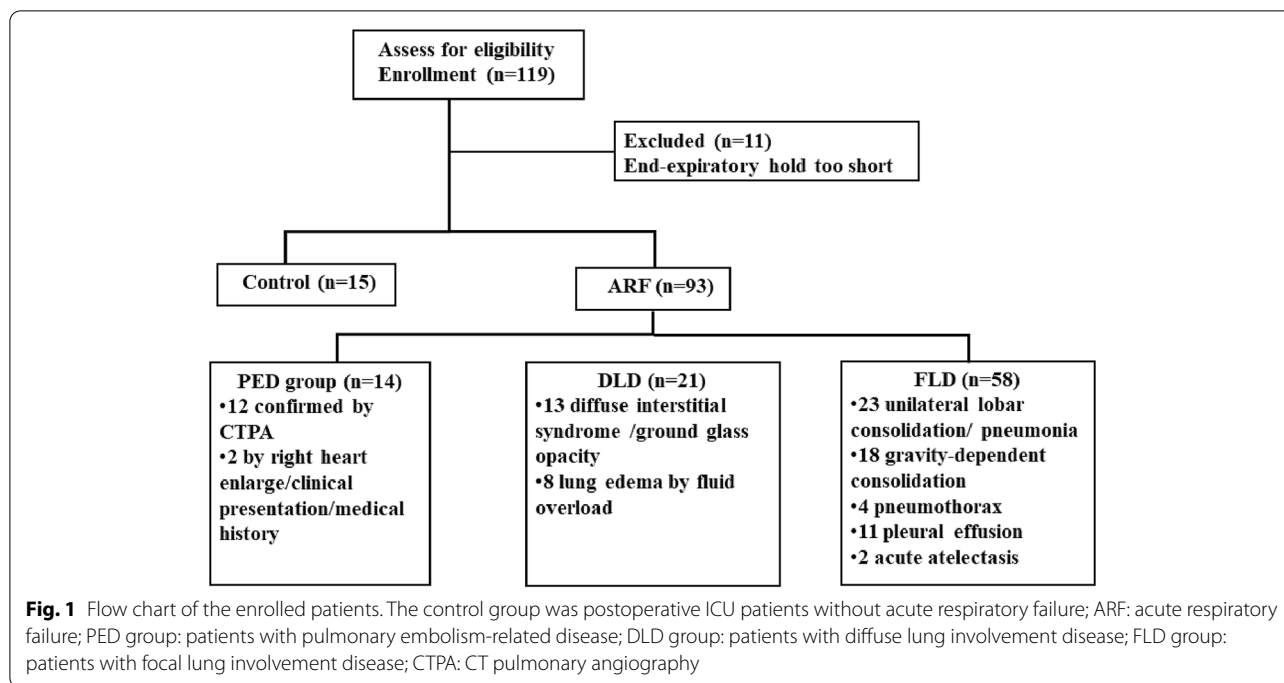 Assess for eligibility
Enrollment (n=119)
Excluded (n=11)
End-expiratory hold too short
Control (n=15)
ARF (n=93)
PED group (n=14)
•12 confirmed by
CTPA
•2 by right heart
enlarge/clinical
presentation/medical
history
DLD (n=21)
•13 diffuse interstitial
syndrome /ground glass
opacity
•8 lung edema by fluid
overload
FLD (n=58)
•23 unilateral lobar
consolidation/ pneumonia
•18 gravity-dependent
consolidation
•4 pneumothorax
•11 pleural effusion
•2 acute atelectasis
Fig. 1 Flow chart of the enrolled patients. The control group was postoperative ICU patients without acute respiratory failure; ARF: acute respiratory
failure; PED group: patients with pulmonary embolism-related disease; DLD group: patients with diffuse lung involvement disease; FLD group:
patients with focal lung involvement disease; CTPA: CT pulmonary angiography